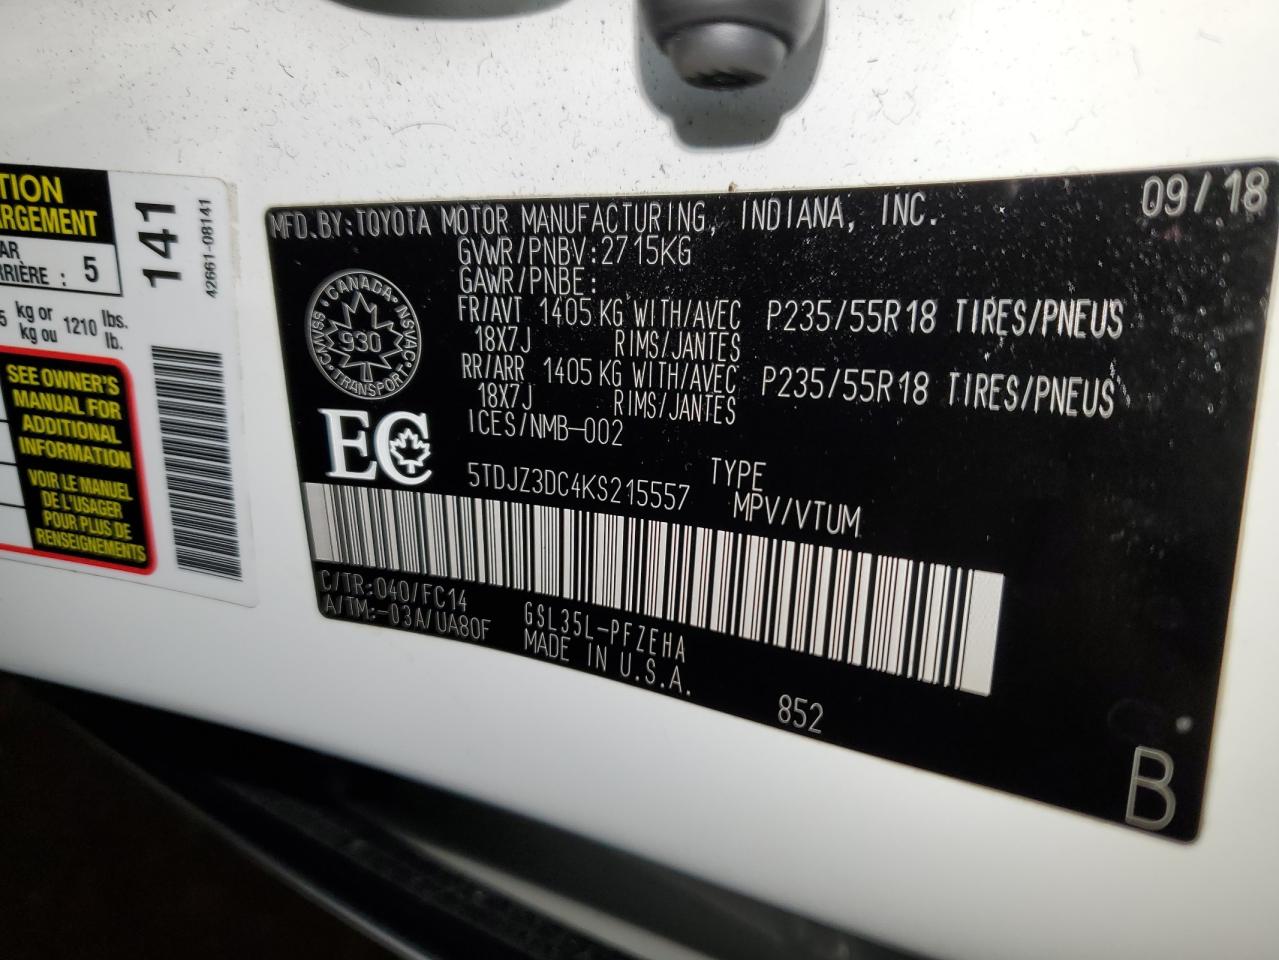 TION
ARGEMENT
AR
RRIÈRE : 5
5 kg or 1210 lbs.
kg ou lb.
SEE OWNER'S
MANUAL FOR
ADDITIONAL
INFORMATION
VOIR LE MANUEL
DE L'USAGER
POUR PLUS DE
RENSEIGNEMENTS
141
42661-08141
MFD. BY: TOYOTA MOTOR MANUFACTURING, INDIANA, INC. 09/18
GVWR/PNBV: 2715KG
GAWR/PNBE:
FR/AVT 1405 KG WITH/AVEC P235/55R18 TIRES/PNEUS
18X7J RIMS/JANTES
RR/ARR 1405 KG WITH/AVEC P235/55R18 TIRES/PNEUS
18X7J RIMS/JANTES
ICES/NMB-002
CANADA
CMVSS NSVAC
930
TRANSPORT
EC
5TDJZ3DC4KS215557 TYPE
MPV/VTUM
C/TR: 040/FC14 GSL35L-PFZEHA
A/TM:-03A/UA80F MADE IN U.S.A.
852
B